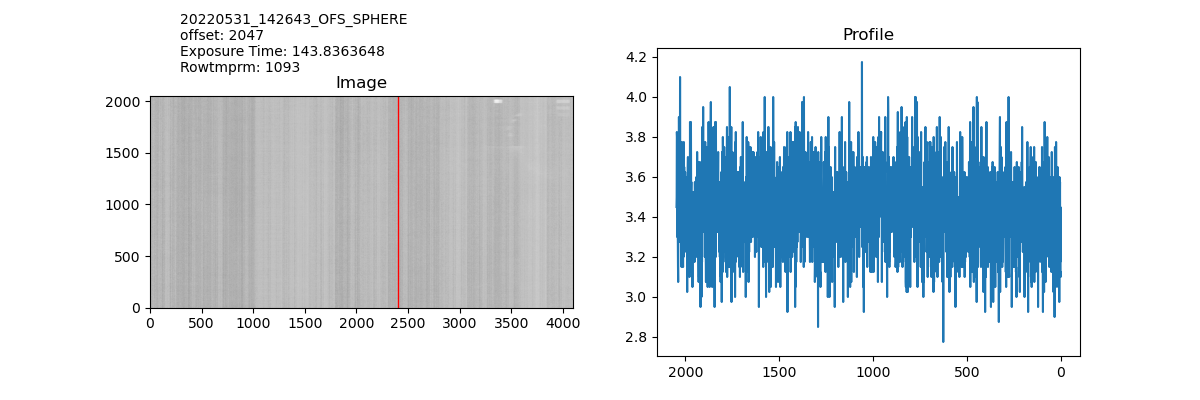 20220531_142643_OFS_SPHERE
offset: 2047
Exposure Time: 143.8363648
Rowtmprm: 1093
Image
2000
1500
1000
500
0
0 500 1000 1500 2000 2500 3000 3500 4000
Profile
4.2
4.0
3.8
3.6
3.4
3.2
3.0
2.8
2000 1500 1000 500 0